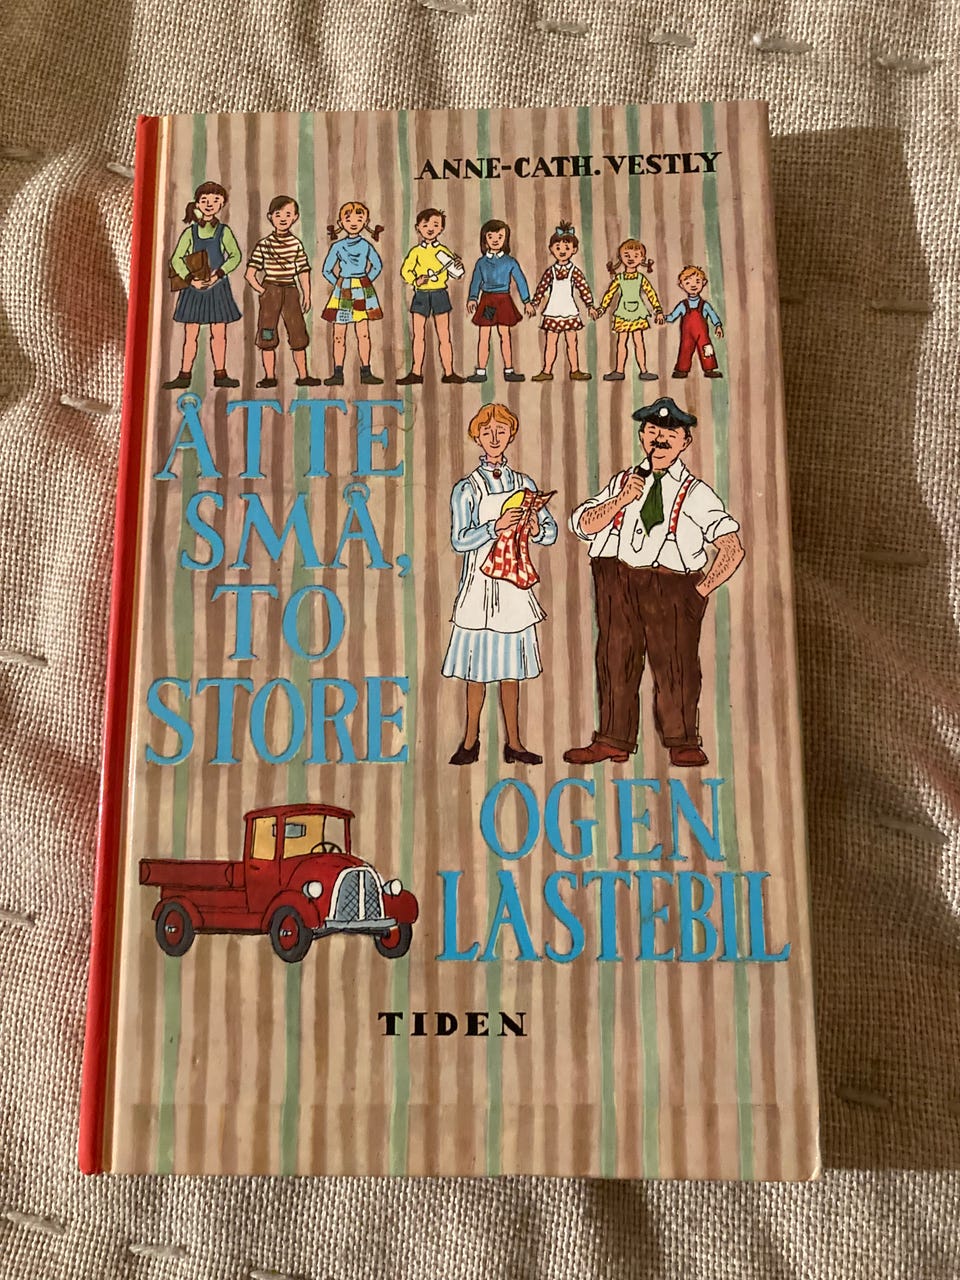 ANNE-CATH. VESTLY
ÅTTE
SMÅ,
TO
STORE
OG EN
LASTEBIL
TIDEN